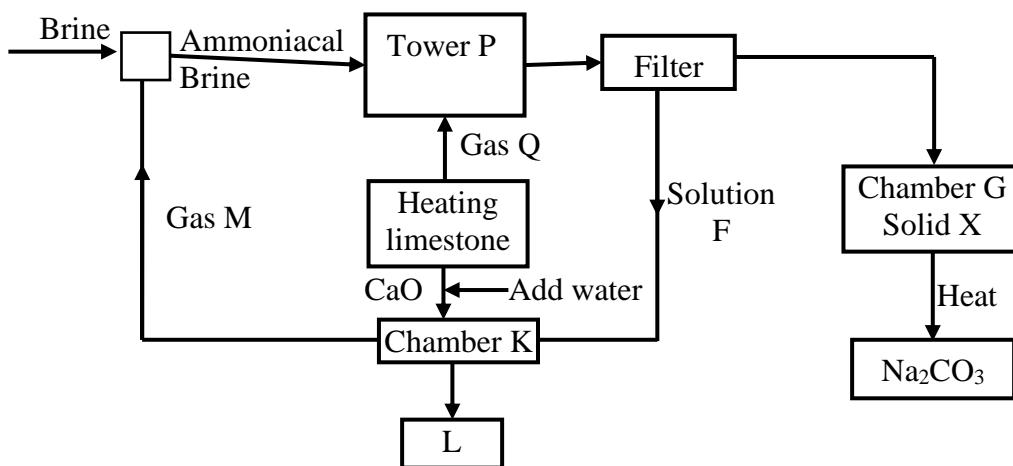 Brine
Ammoniacal
Brine
Tower P
Filter
Gas Q
Gas M
Heating
limestone
Solution
F
Chamber G
Solid X
CaO
Add water
Heat
Chamber K
Na₂CO₃
L